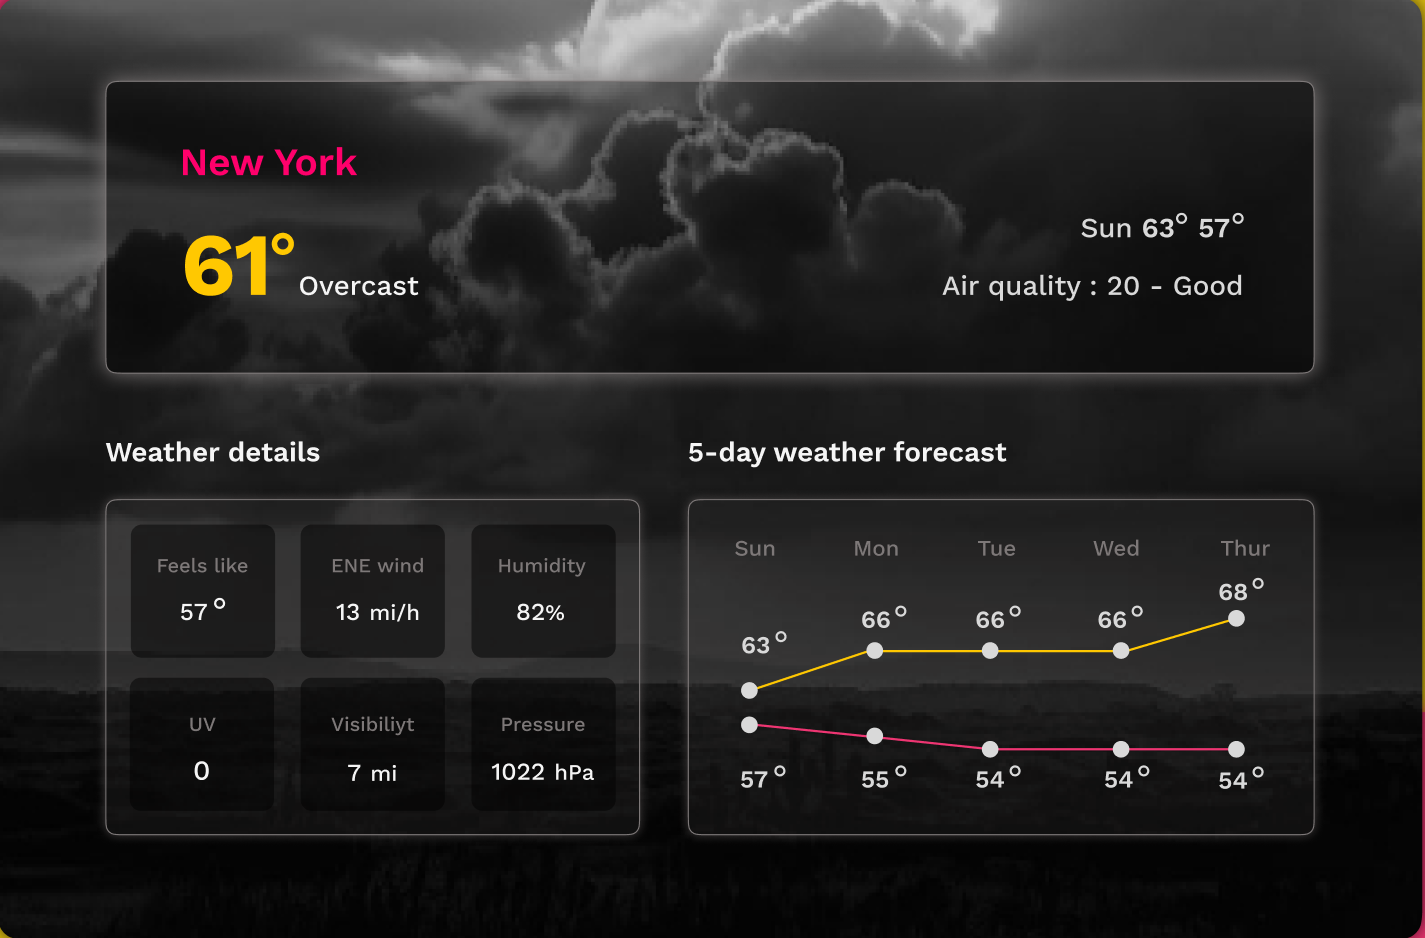 New York
61° Overcast
Sun 63° 57°
Air quality : 20 - Good
Weather details
Feels like
57°
ENE wind
13 mi/h
Humidity
82%
UV
0
Visibiliyt
7 mi
Pressure
1022 hPa
5-day weather forecast
Sun Mon Tue Wed Thur
63° 66° 66° 66° 68°
57° 55° 54° 54° 54°